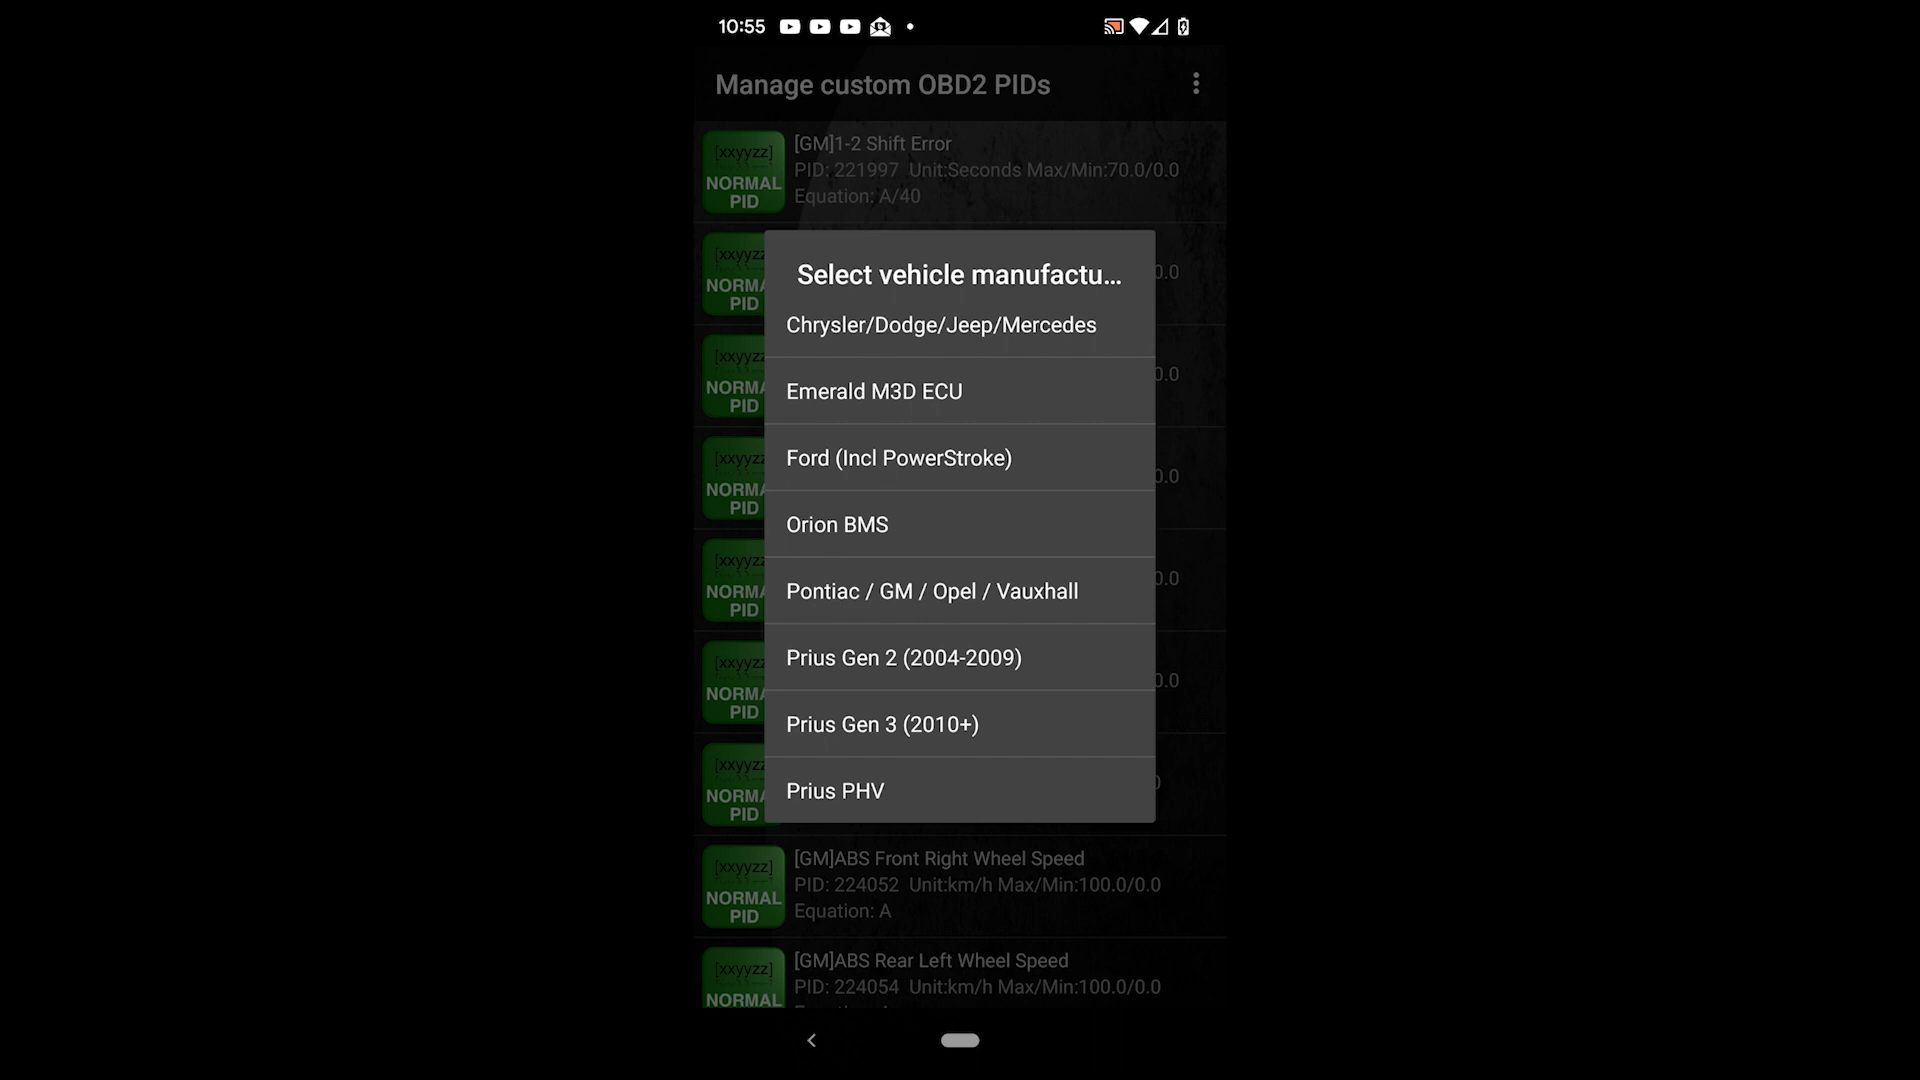 10:55
Manage custom OBD2 PIDs
[xxyyzz]
NORMAL
PID
[GM]1-2 Shift Error
PID: 221997 Unit:Seconds Max/Min:70.0/0.0
Equation: A/40
Select vehicle manufactu...
Chrysler/Dodge/Jeep/Mercedes
Emerald M3D ECU
Ford (Incl PowerStroke)
Orion BMS
Pontiac / GM / Opel / Vauxhall
Prius Gen 2 (2004-2009)
Prius Gen 3 (2010+)
Prius PHV
[xxyyzz]
NORMAL
PID
[GM]ABS Front Right Wheel Speed
PID: 224052 Unit:km/h Max/Min:100.0/0.0
Equation: A
[xxyyzz]
NORMAL
[GM]ABS Rear Left Wheel Speed
PID: 224054 Unit:km/h Max/Min:100.0/0.0